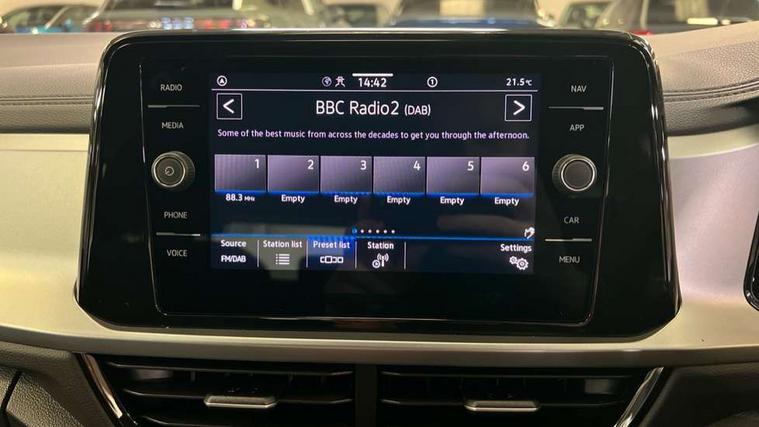 RADIO
MEDIA
PHONE
VOICE
14:42
1
21.5°C
<
BBC Radio2 (DAB)
>
Some of the best music from across the decades to get you through the afternoon.
1 2 3 4 5 6
88.3 MHz Empty Empty Empty Empty Empty
Source Station list Preset list Station Settings
FM/DAB
NAV
APP
CAR
MENU